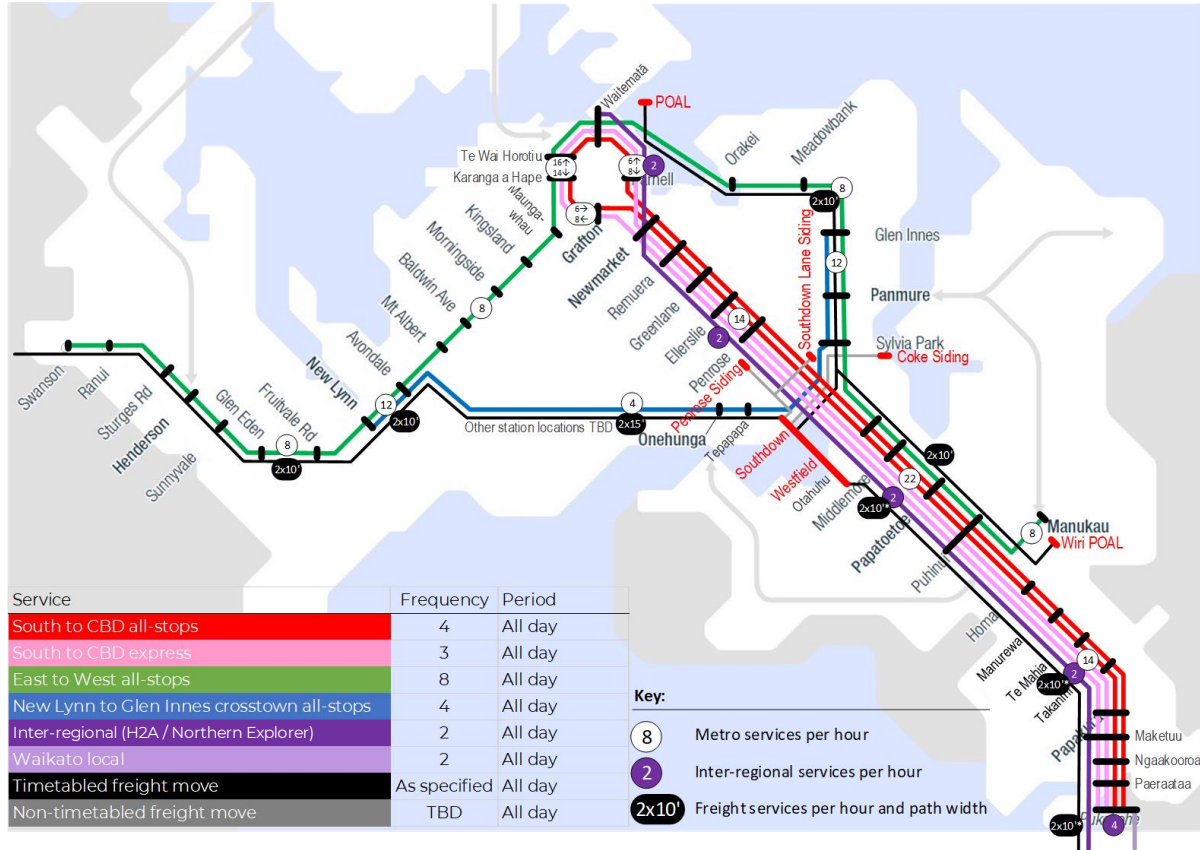 Waitematā
POAL
Te Wai Horotiu
Karanga a Hape
16↑
14↓
6↑
8↓
2
Maunga-
whau
6→
8←
Grafton
Newmarket
Orakei
Meadowbank
8
2x10'
Glen Innes
12
Panmure
Sylvia Park
Coke Siding
Southdown Lane Siding
Kingsland
Morningside
Baldwin Ave
Mt Albert
8
Avondale
New Lynn
12
2x10'
Remuera
Greenlane
Ellerslie
Penrose
14
2
Penrose Siding
Swanson
Ranui
Sturges Rd
Henderson
Sunnyvale
Glen Eden
Fruitvale Rd
8
2x10'
4
2x15'
Other station locations TBD
Onehunga
Tepapapa
Southdown
Westfield
Otahuhu
Middlemore
2x10'*
2
22
2x10'
Papatoetoe
Puhinui
8
Manukau
Wiri POAL
Homai
Manurewa
Te Mahia
Takanini
2x10'*
2
14
Maketuu
Ngaakooroa
Paeraataa
2x10'*
4
Service Frequency Period
South to CBD all-stops 4 All day
South to CBD express 3 All day
East to West all-stops 8 All day
New Lynn to Glen Innes crosstown all-stops 4 All day
Inter-regional (H2A / Northern Explorer) 2 All day
Waikato local 2 All day
Timetabled freight move As specified All day
Non-timetabled freight move TBD All day
Key:
8 Metro services per hour
2 Inter-regional services per hour
2x10' Freight services per hour and path width